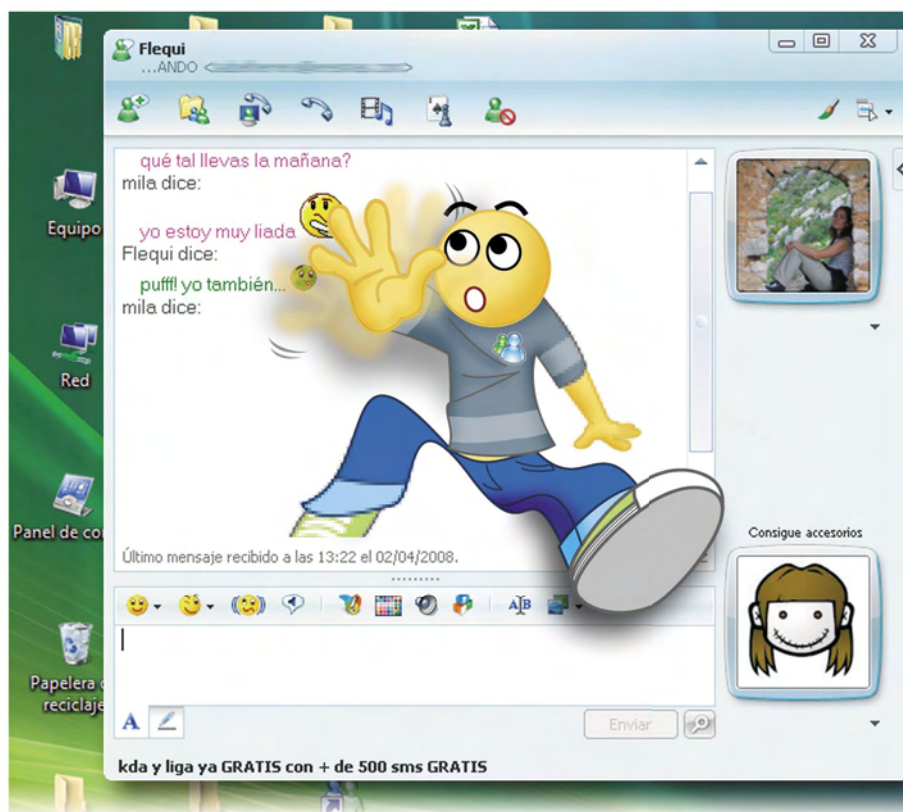 Flequi
...ANDO
qué tal llevas la mañana?
mila dice:
yo estoy muy liada
Flequi dice:
pufff! yo también...
mila dice:
Equipo
Red
Panel de co
Papelera
reciclaje
Último mensaje recibido a las 13:22 el 02/04/2008.
Consigue accesorios
A
Enviar
kda y liga ya GRATIS con + de 500 sms GRATIS